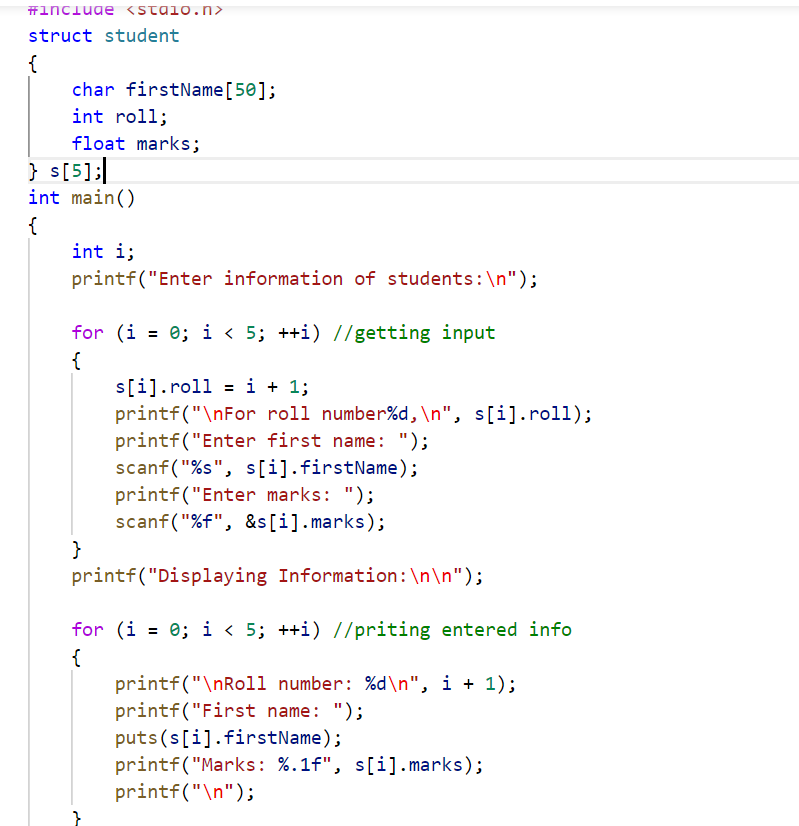 #include <stdio.h>
struct student
{
    char firstName[50];
    int roll;
    float marks;
} s[5];
int main()
{
    int i;
    printf("Enter information of students:\n");

    for (i = 0; i < 5; ++i) //getting input
    {
        s[i].roll = i + 1;
        printf("\nFor roll number%d,\n", s[i].roll);
        printf("Enter first name: ");
        scanf("%s", s[i].firstName);
        printf("Enter marks: ");
        scanf("%f", &s[i].marks);
    }
    printf("Displaying Information:\n\n");

    for (i = 0; i < 5; ++i) //priting entered info
    {
        printf("\nRoll number: %d\n", i + 1);
        printf("First name: ");
        puts(s[i].firstName);
        printf("Marks: %.1f", s[i].marks);
        printf("\n");
    }